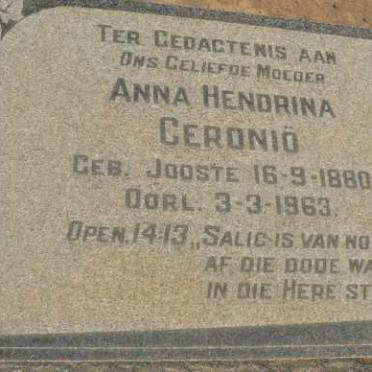 TER GEDAGTENIS AAN
ONS GELIEFDE MOEDER
ANNA HENDRINA
GERONIÖ
GEB. JOOSTE 16-9-1880
OORL. 3-3-1963.
OPEN. 14-13 „SALIG IS VAN NO
AF DIE DODE WA
IN DIE HERE ST